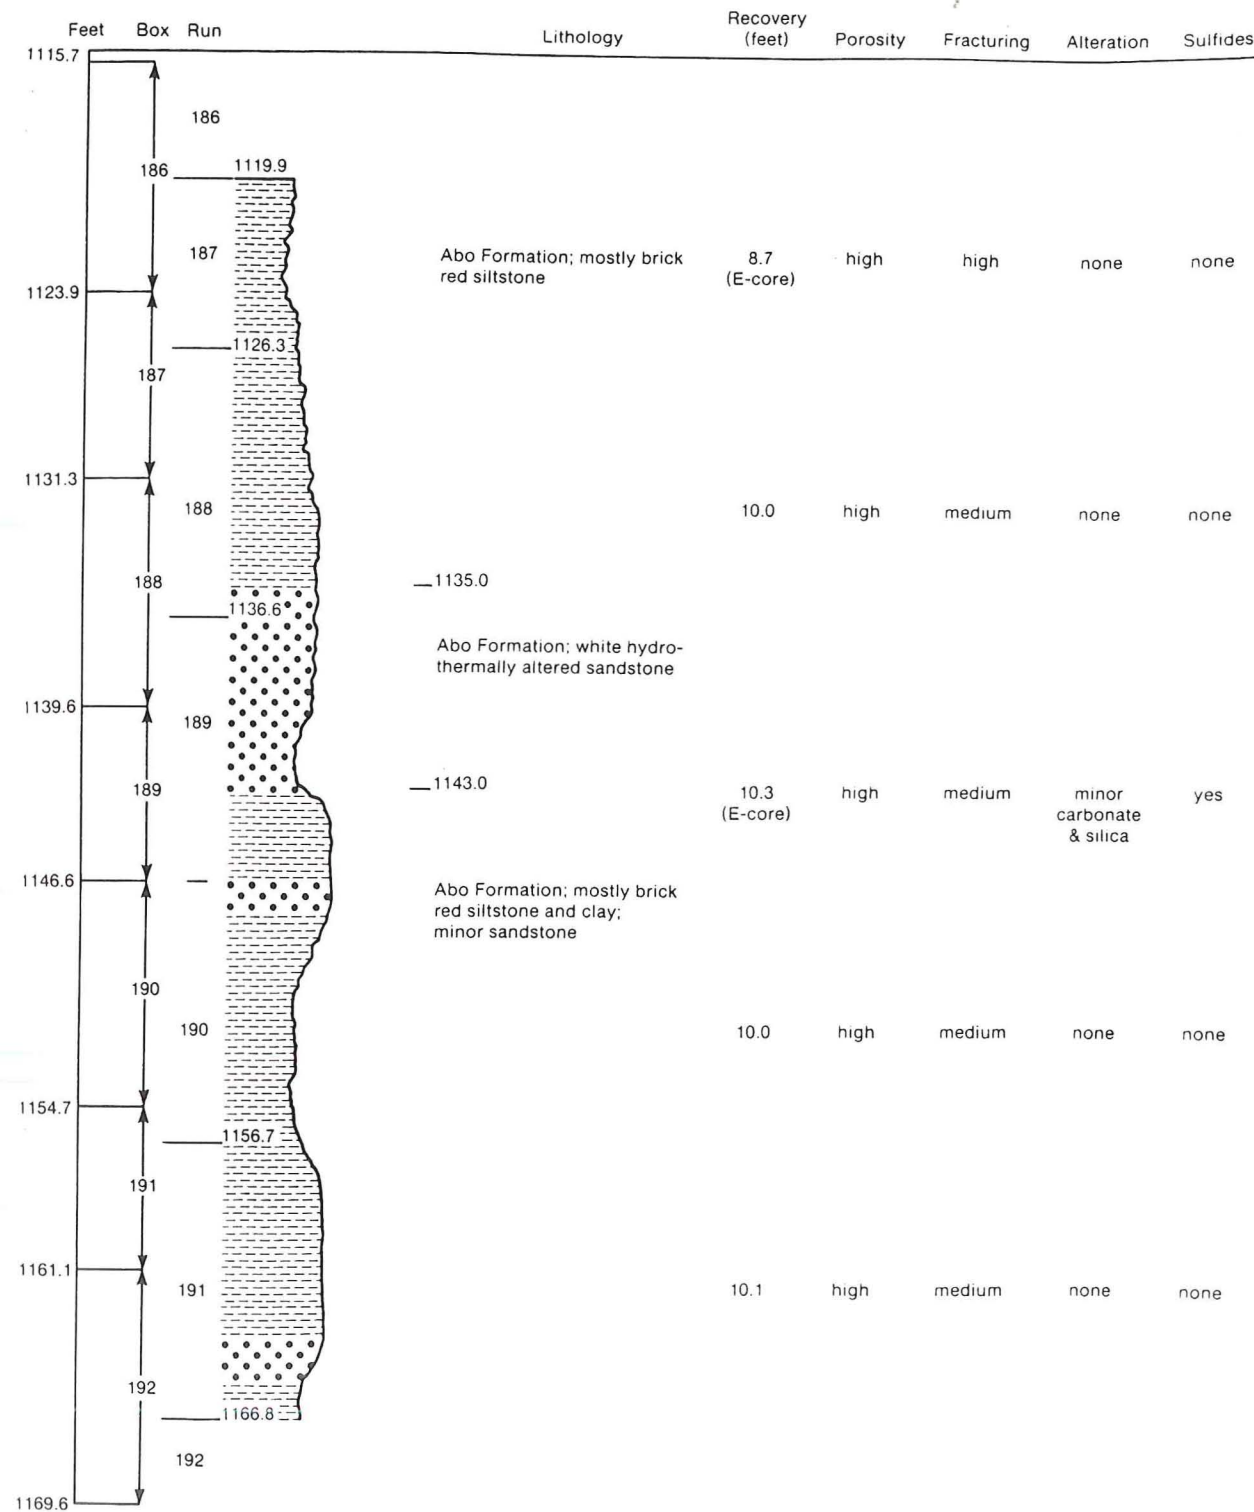 Feet Box Run Lithology Recovery (feet) Porosity Fracturing Alteration Sulfides
1115.7
186
186
1119.9
187
Abo Formation; mostly brick
red siltstone
8.7
(E-core)
high
high
none
none
1123.9
1126.3
187
1131.3
188
10.0
high
medium
none
none
188
1135.0
1136.6
Abo Formation; white hydro-
thermally altered sandstone
1139.6
189
1143.0
189
10.3
(E-core)
high
medium
minor
carbonate
& silica
yes
1146.6
Abo Formation; mostly brick
red siltstone and clay;
minor sandstone
190
190
10.0
high
medium
none
none
1154.7
1156.7
191
1161.1
191
10.1
high
medium
none
none
192
1166.8
192
1169.6